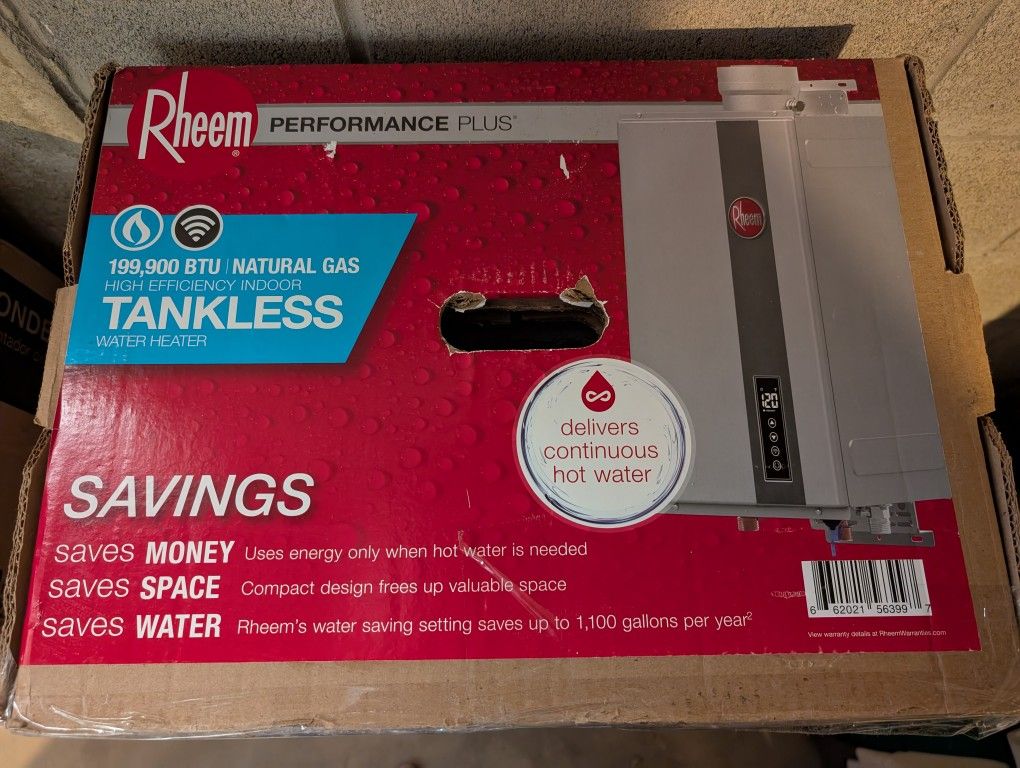 Rheem®
PERFORMANCE PLUS®
Rheem
199,900 BTU | NATURAL GAS
HIGH EFFICIENCY INDOOR
TANKLESS
WATER HEATER
120
delivers
continuous
hot water
SAVINGS
saves MONEY Uses energy only when hot water is needed
saves SPACE Compact design frees up valuable space
saves WATER Rheem's water saving setting saves up to 1,100 gallons per year²
6 62021 56399 7
View warranty details at RheemWarranties.com